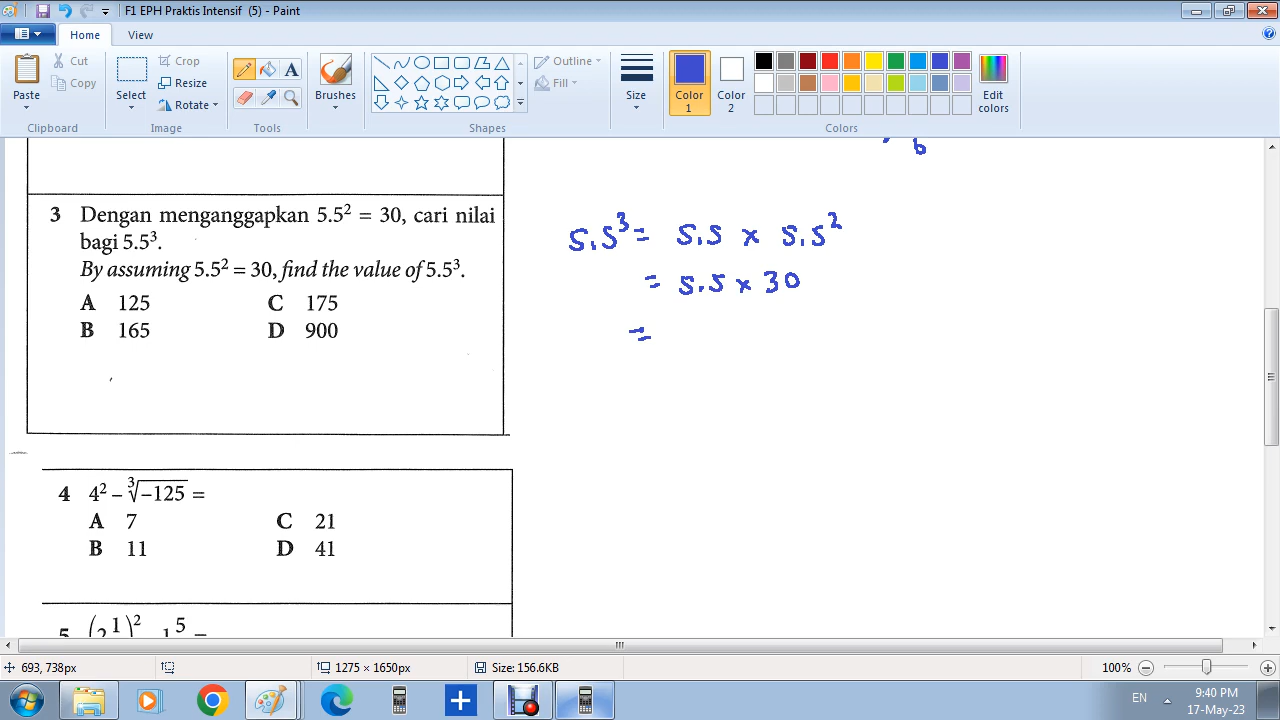 F1 EPH Praktis Intensif (5) - Paint
Home View
Paste Cut Copy Clipboard
Select Crop Resize Rotate Image
Tools
Brushes
Outline Fill Shapes
Size
Color 1 Color 2 Edit colors Colors
6
3 Dengan menganggapkan 5.5² = 30, cari nilai
bagi 5.5³.
By assuming 5.5² = 30, find the value of 5.5³.
A 125 C 175
B 165 D 900
5.5³ = 5.5 × 5.5²
= 5.5 × 30
=
4 4² – ∛−125 =
A 7 C 21
B 11 D 41
693, 738px 1275 × 1650px Size: 156.6KB 100%
EN 9:40 PM
17-May-23